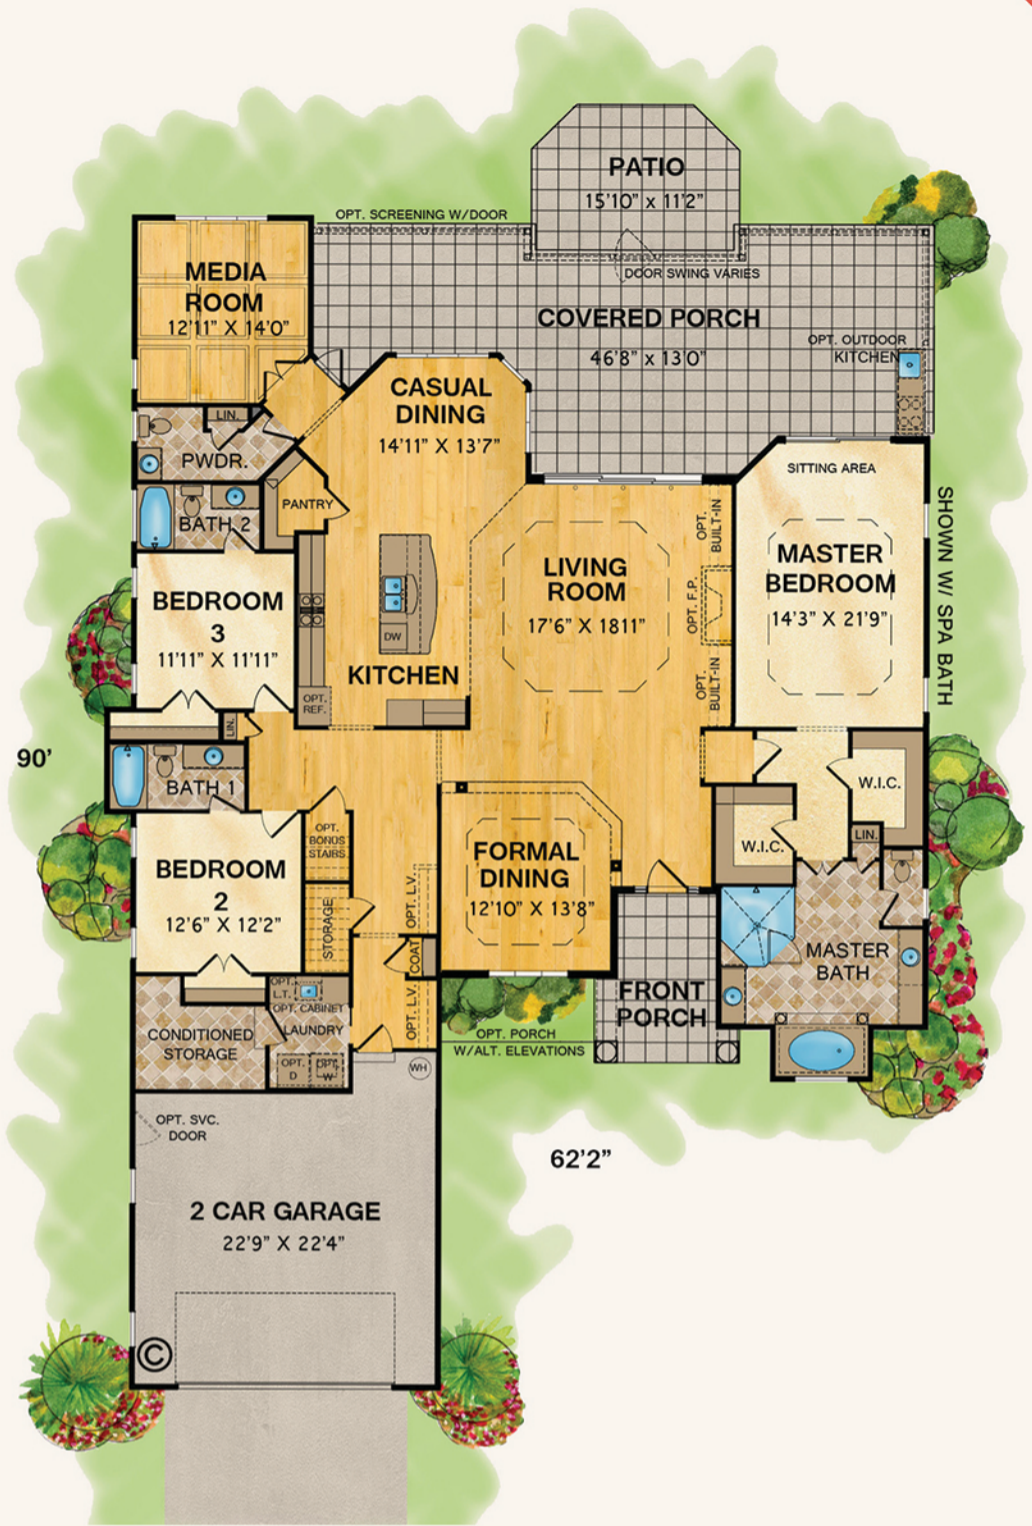 PATIO
15'10" x 11'2"
OPT. SCREENING W/DOOR
DOOR SWING VARIES
MEDIA
ROOM
12'11" X 14'0"
COVERED PORCH
46'8" x 13'0"
OPT. OUTDOOR
KITCHEN
CASUAL
DINING
14'11" X 13'7"
LIN.
PWDR.
SITTING AREA
PANTRY
BATH 2
OPT.
BUILT-IN
LIVING
ROOM
17'6" X 1811"
MASTER
BEDROOM
14'3" X 21'9"
SHOWN W/ SPA BATH
OPT. F.P.
BEDROOM
3
11'11" X 11'11"
DW
KITCHEN
OPT.
REF.
OPT.
BUILT-IN
LIN.
90'
BATH 1
W.I.C.
W.I.C.
LIN.
OPT.
BONUS
STAIRS
FORMAL
DINING
12'10" X 13'8"
BEDROOM
2
12'6" X 12'2"
STORAGE
OPT. LV.
COAT
MASTER
BATH
OPT.
L.T.
OPT. CABINET
LAUNDRY
OPT. LV.
CONDITIONED
STORAGE
OPT.
D
OPT.
W
FRONT
PORCH
OPT. PORCH
W/ALT. ELEVATIONS
WH
OPT. SVC.
DOOR
62'2"
2 CAR GARAGE
22'9" X 22'4"
©